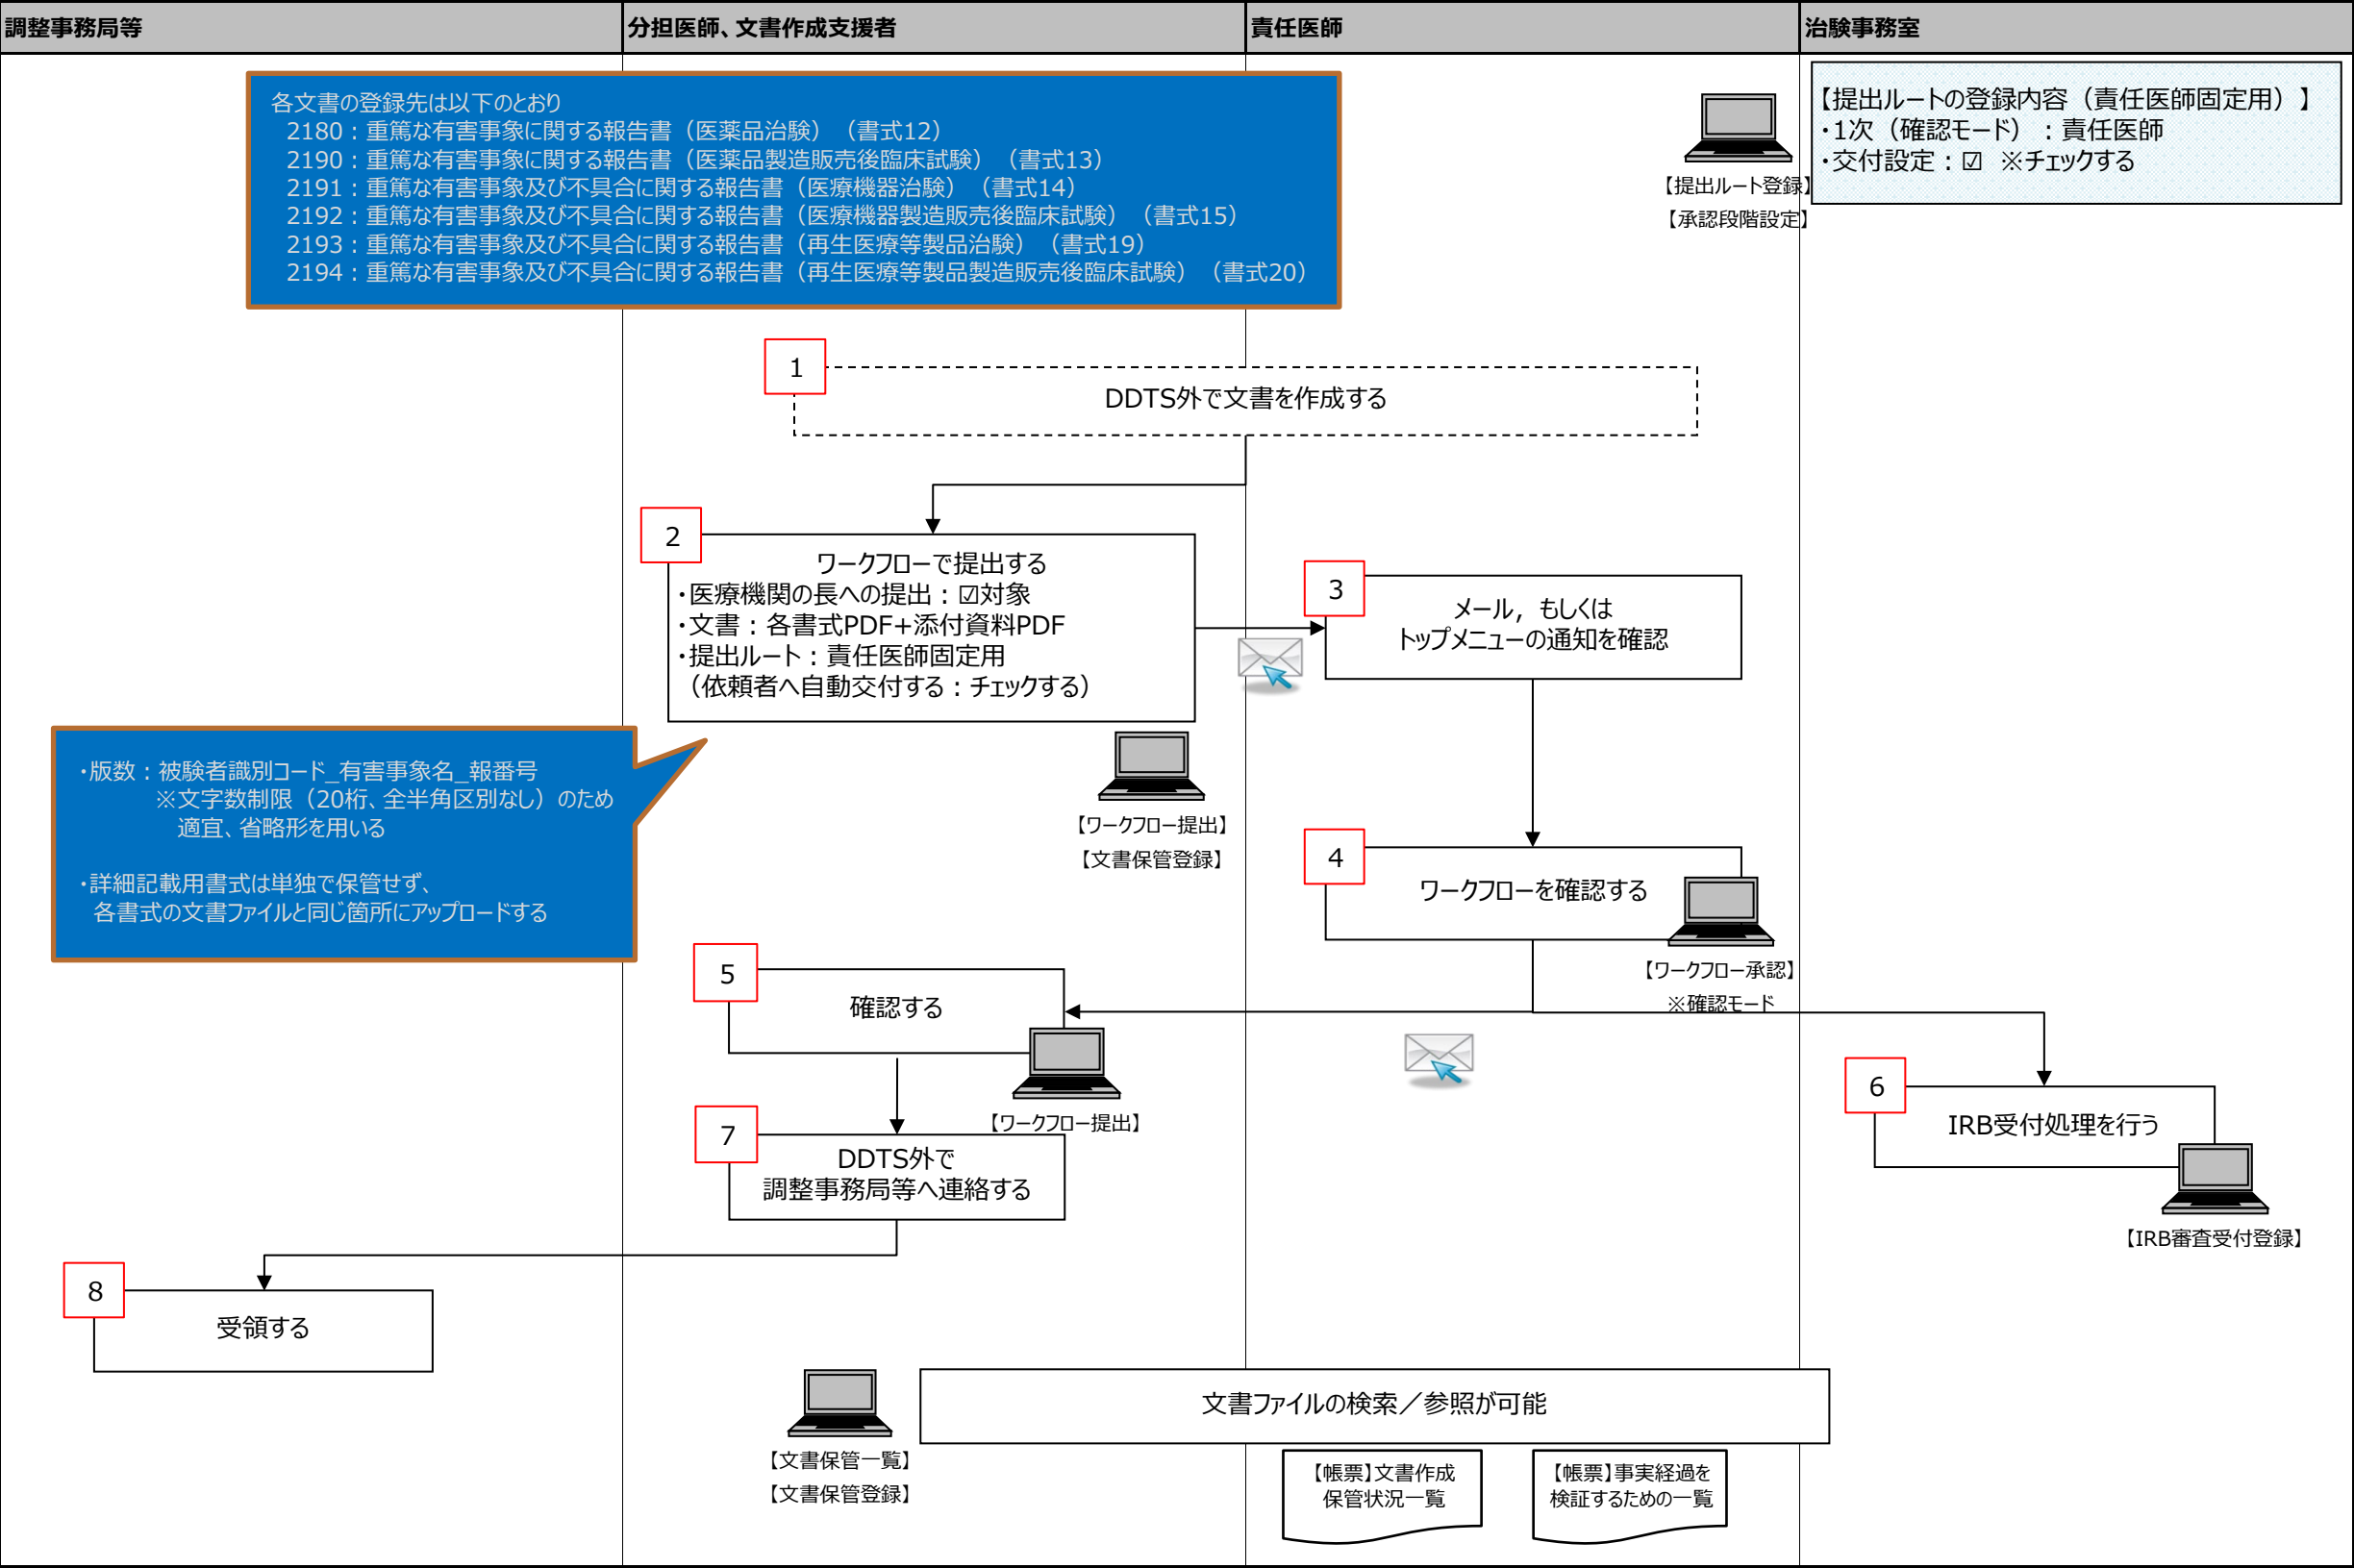 調整事務局等
分担医師、文書作成支援者
責任医師
治験事務室
各文書の登録先は以下のとおり
2180：重篤な有害事象に関する報告書（医薬品治験）（書式12）
2190：重篤な有害事象に関する報告書（医薬品製造販売後臨床試験）（書式13）
2191：重篤な有害事象及び不具合に関する報告書（医療機器治験）（書式14）
2192：重篤な有害事象及び不具合に関する報告書（医療機器製造販売後臨床試験）（書式15）
2193：重篤な有害事象及び不具合に関する報告書（再生医療等製品治験）（書式19）
2194：重篤な有害事象及び不具合に関する報告書（再生医療等製品製造販売後臨床試験）（書式20）
【提出ルート登録】
【承認段階設定】
【提出ルートの登録内容（責任医師固定用）】
・1次（確認モード）：責任医師
・交付設定：☑ ※チェックする
1
DDTS外で文書を作成する
2
ワークフローで提出する
・医療機関の長への提出：☑対象
・文書：各書式PDF+添付資料PDF
・提出ルート：責任医師固定用
（依頼者へ自動交付する：チェックする）
【ワークフロー提出】
【文書保管登録】
3
メール，もしくは
トップメニューの通知を確認
・版数：被験者識別コード_有害事象名_報番号
※文字数制限（20桁、全半角区別なし）のため
適宜、省略形を用いる
・詳細記載用書式は単独で保管せず、
各書式の文書ファイルと同じ箇所にアップロードする
4
ワークフローを確認する
【ワークフロー承認】
※確認モード
5
確認する
【ワークフロー提出】
6
IRB受付処理を行う
【IRB審査受付登録】
7
DDTS外で
調整事務局等へ連絡する
8
受領する
文書ファイルの検索／参照が可能
【文書保管一覧】
【文書保管登録】
【帳票】文書作成
保管状況一覧
【帳票】事実経過を
検証するための一覧